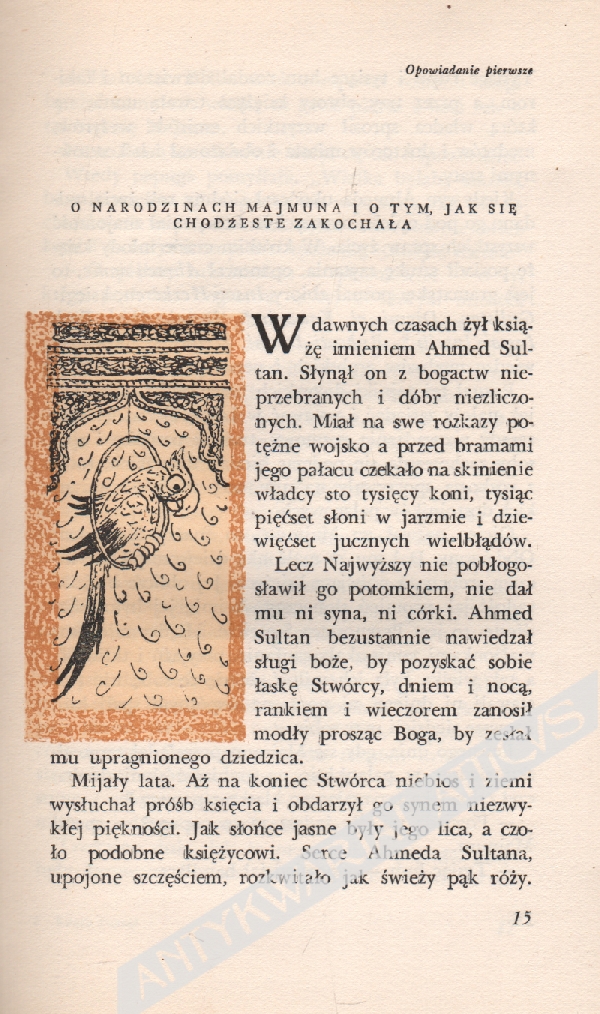 Opowiadanie pierwsze
O NARODZINACH MAJMUNA I O TYM, JAK SIĘ
CHODŻESTE ZAKOCHAŁA
W dawnych czasach żył ksią-
żę imieniem Ahmed Sul-
tan. Słynął on z bogactw nie-
przebranych i dóbr niezliczo-
nych. Miał na swe rozkazy po-
tężne wojsko a przed bramami
jego pałacu czekało na skinienie
władcy sto tysięcy koni, tysiąc
pięćset słoni w jarzmie i dzie-
więćset jucznych wielbłądów.
Lecz Najwyższy nie pobłogo-
sławił go potomkiem, nie dał
mu ni syna, ni córki. Ahmed
Sultan bezustannie nawiedzał
sługi boże, by pozyskać sobie
łaskę Stwórcy, dniem i nocą,
rankiem i wieczorem zanosił
modły prosząc Boga, by zesłał
mu upragnionego dziedzica.
Mijały lata. Aż na koniec Stwórca niebios i ziemi
wysłuchał próśb księcia i obdarzył go synem niezwy-
kłej piękności. Jak słońce jasne były jego lica, a czo-
ło podobne księżycowi. Serce Ahmeda Sultana,
upojone szczęściem, rozkwitało jak świeży pąk róży.
15